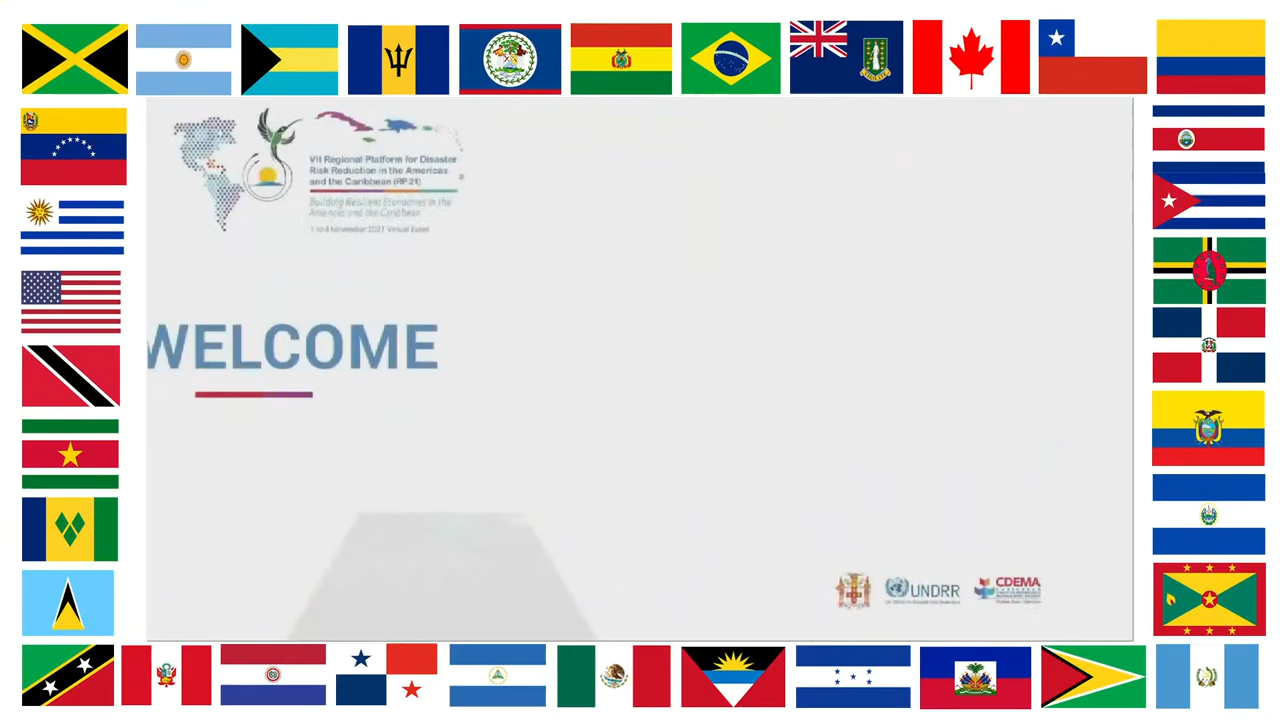 VII Regional Platform for Disaster
Risk Reduction in the Americas
and the Caribbean (RP21)
Building Resilient Economies in the
Americas and the Caribbean
1 to 4 November 2021 Virtual Event
WELCOME
UNDRR
CDEMA